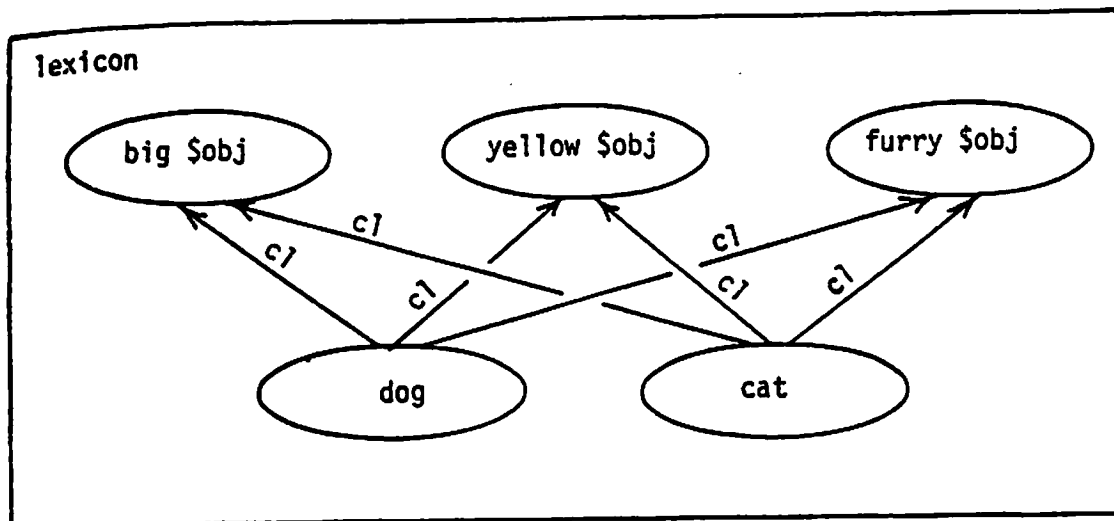 lexicon
big $obj
yellow $obj
furry $obj
cl
cl
cl
cl
cl
cl
dog
cat